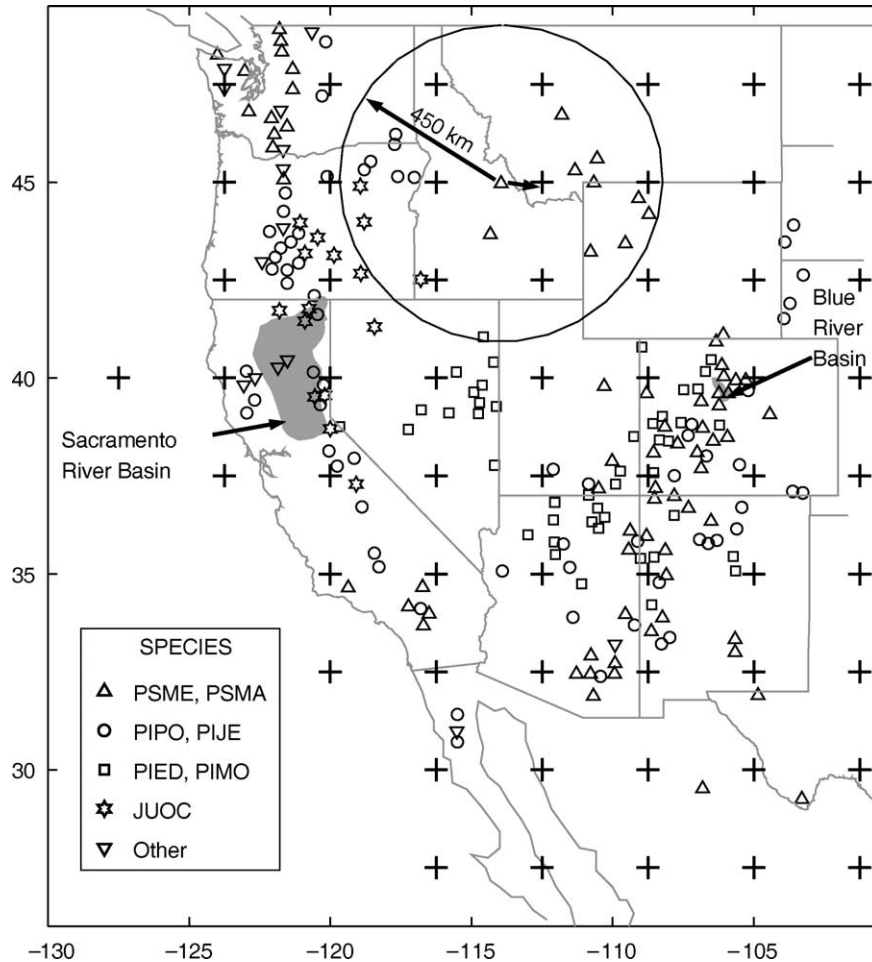 450 km
45
40
35
30
Blue
River
Basin
Sacramento
River Basin
SPECIES
PSME, PSMA
PIPO, PIJE
PIED, PIMO
JUOC
Other
−130
−125
−120
−115
−110
−105